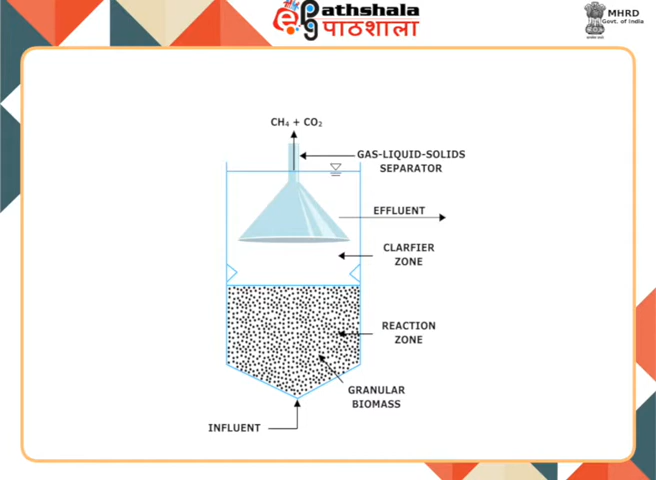 ePathshala
पाठशाला
MHRD
Govt. of India
CH₄ + CO₂
GAS-LIQUID-SOLIDS
SEPARATOR
EFFLUENT
CLARFIER
ZONE
REACTION
ZONE
GRANULAR
BIOMASS
INFLUENT